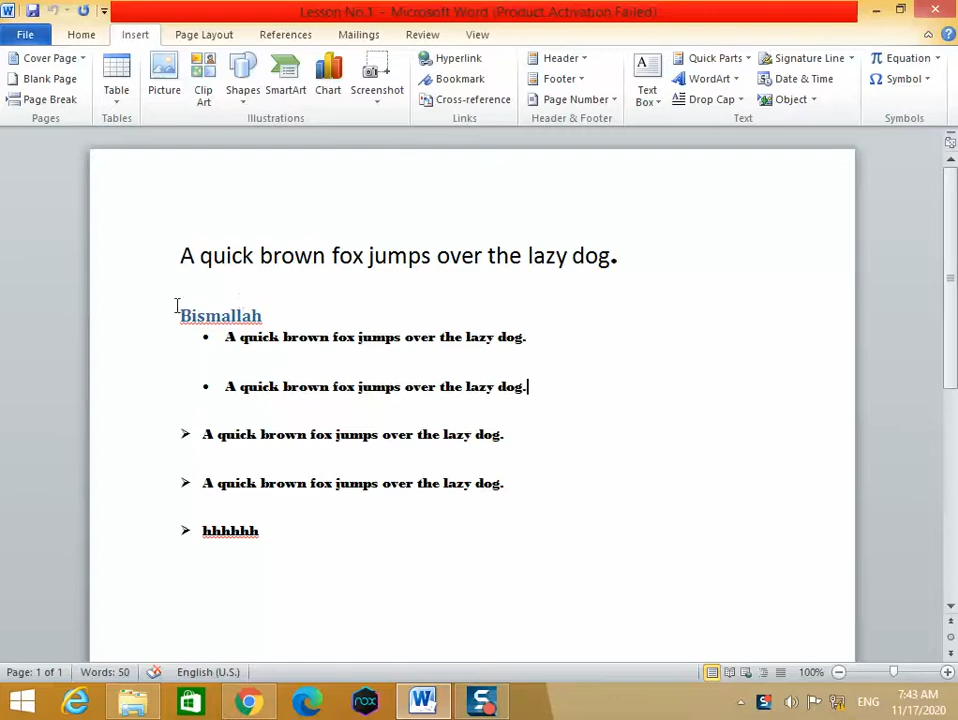 Lesson No.1 - Microsoft Word (Product Activation Failed)
File Home Insert Page Layout References Mailings Review View
Cover Page
Blank Page
Page Break
Pages
Table
Tables
Picture
Clip Art
Shapes
SmartArt
Chart
Screenshot
Illustrations
Hyperlink
Bookmark
Cross-reference
Links
Header
Footer
Page Number
Header & Footer
Text Box
Quick Parts
WordArt
Drop Cap
Signature Line
Date & Time
Object
Text
Equation
Symbol
Symbols
A quick brown fox jumps over the lazy dog.
Bismallah
• A quick brown fox jumps over the lazy dog.
• A quick brown fox jumps over the lazy dog.
➢ A quick brown fox jumps over the lazy dog.
➢ A quick brown fox jumps over the lazy dog.
➢ hhhhhh
Page: 1 of 1 Words: 50 English (U.S.) 100%
nox
ENG
7:43 AM
11/17/2020